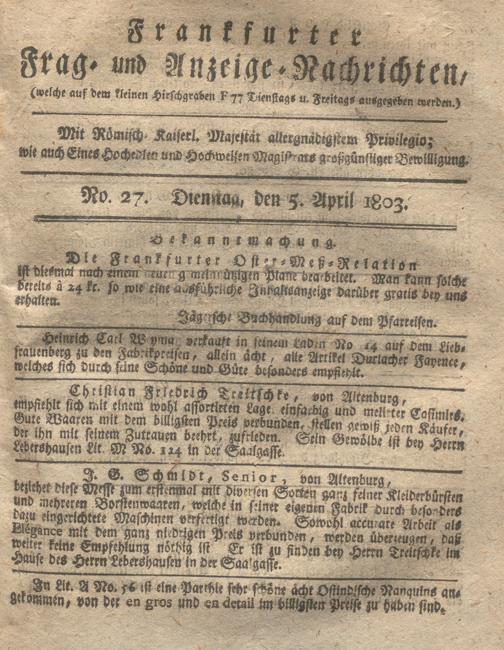 Frankfurter
Frag- und Anzeige-Nachrichten,
(welche auf dem kleinen Hirschgraben F 77 Dienstags u. Freitags ausgegeben werden.)
Mit Römisch Kaiserl. Majestät allergnädigstem Privilegio;
wie auch Eines Hochedlen und Hochweisen Magistrats großgünstiger Bewilligung.
No. 27. Dienstag, den 5. April 1803.
Bekanntmachung.
Die Frankfurter Oster-Meß-Relation
ist diesmal nach einem neuen gemeinnützigen Plane bearbeitet. Man kann solche
bereits à 24 kr. so wie eine ausführliche Inhaltsanzeige darüber gratis bey uns
erhalten.
Jägersche Buchhandlung auf dem Pfarreisen.
Heinrich Carl Wyma, verkauft in seinem Laden No 14 auf dem Lieb-
frauenberg zu den Fabrikpreisen, allein ächt, alle Artikel Durlacher Fayence,
welches sich durch seine Schöne und Güte besonders empfiehlt.
Christian Friedrich Treitschke, von Altenburg,
empfiehlt sich mit einem wohl assortirten Lage einfarbig und melirter Cassmirs.
Gute Waaren mit dem billigsten Preis verbunden, stellen gewiß jeden Käufer,
der ihn mit seinem Zutrauen beehrt, zufrieden. Sein Gewölbe ist bey Herrn
Lebershausen Lit. M No. 124 in der Saalgasse.
J. G. Schmidt, Senior, von Altenburg,
beziehet diese Messe zum erstenmal mit diversen Sorten ganz feiner Kleiderbürsten
und mehreren Borstenwaaren, welche in seiner eigenen Fabrik durch besonders
dazu eingerichtete Maschinen verfertigt werden. Sowohl accurate Arbeit als
Elégance mit dem ganz niedrigen Preis verbunden, werden überzeugen, daß
weiter keine Empfehlung nöthig ist. Er ist zu finden bey Herrn Treitschke im
Hause des Herrn Lebershausen in der Saalgasse.
In Lit. A No. 56 ist eine Parthie sehr schöne ächt Ostindische Nanquins an-
gekommen, von der en gros und en detail im billigsten Preise zu haben sind.